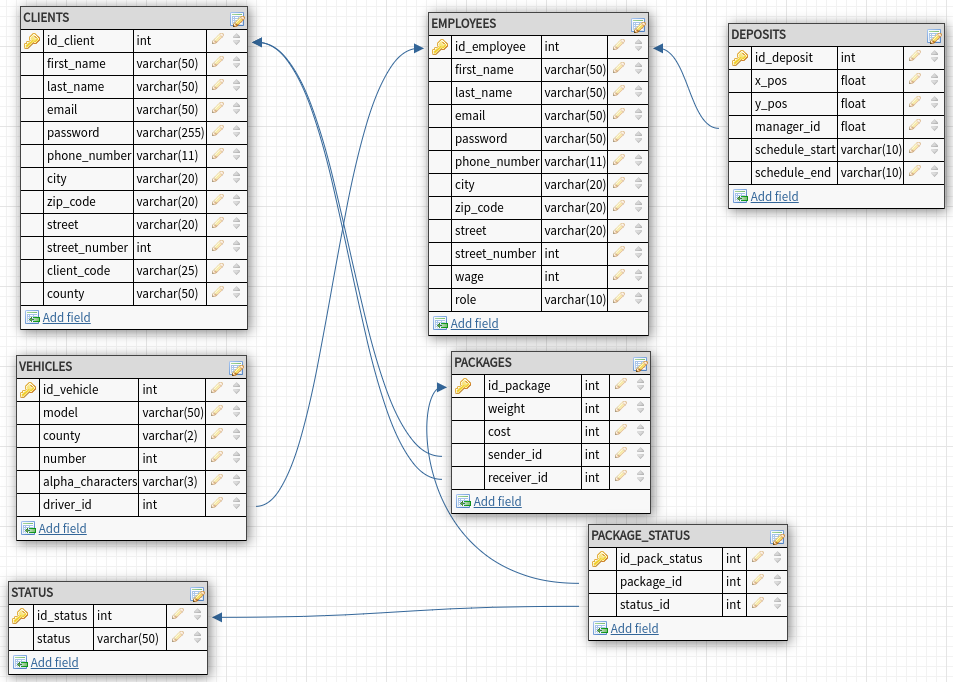 CLIENTS
id_client int
first_name varchar(50)
last_name varchar(50)
email varchar(50)
password varchar(255)
phone_number varchar(11)
city varchar(20)
zip_code varchar(20)
street varchar(20)
street_number int
client_code varchar(25)
county varchar(50)
Add field
EMPLOYEES
id_employee int
first_name varchar(50)
last_name varchar(50)
email varchar(50)
password varchar(50)
phone_number varchar(11)
city varchar(20)
zip_code varchar(20)
street varchar(20)
street_number int
wage int
role varchar(10)
Add field
DEPOSITS
id_deposit int
x_pos float
y_pos float
manager_id float
schedule_start varchar(10)
schedule_end varchar(10)
Add field
VEHICLES
id_vehicle int
model varchar(50)
county varchar(2)
number int
alpha_characters varchar(3)
driver_id int
Add field
PACKAGES
id_package int
weight int
cost int
sender_id int
receiver_id int
Add field
PACKAGE_STATUS
id_pack_status int
package_id int
status_id int
Add field
STATUS
id_status int
status varchar(50)
Add field